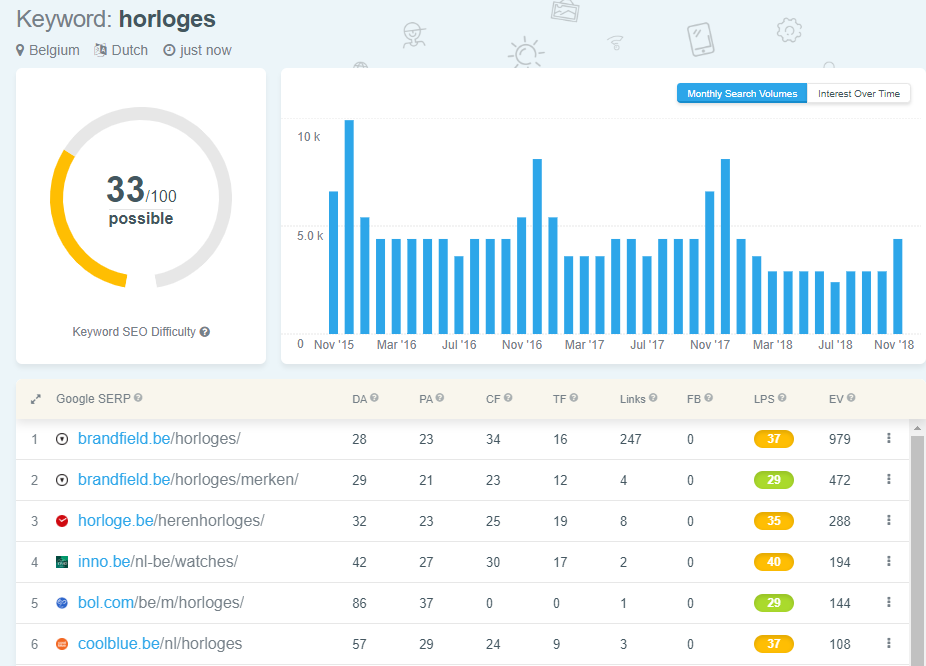 Keyword: horloges
Belgium Dutch just now
Monthly Search Volumes Interest Over Time
33/100
possible
Keyword SEO Difficulty
10 k
5.0 k
0
Nov '15 Mar '16 Jul '16 Nov '16 Mar '17 Jul '17 Nov '17 Mar '18 Jul '18 Nov '18
Google SERP DA PA CF TF Links FB LPS EV
1 brandfield.be/horloges/ 28 23 34 16 247 0 37 979
2 brandfield.be/horloges/merken/ 29 21 23 12 4 0 29 472
3 horloge.be/herenhorloges/ 32 23 25 19 8 0 35 288
4 inno.be/nl-be/watches/ 42 27 30 17 2 0 40 194
5 bol.com/be/m/horloges/ 86 37 0 0 1 0 29 144
6 coolblue.be/nl/horloges 57 29 24 9 3 0 37 108